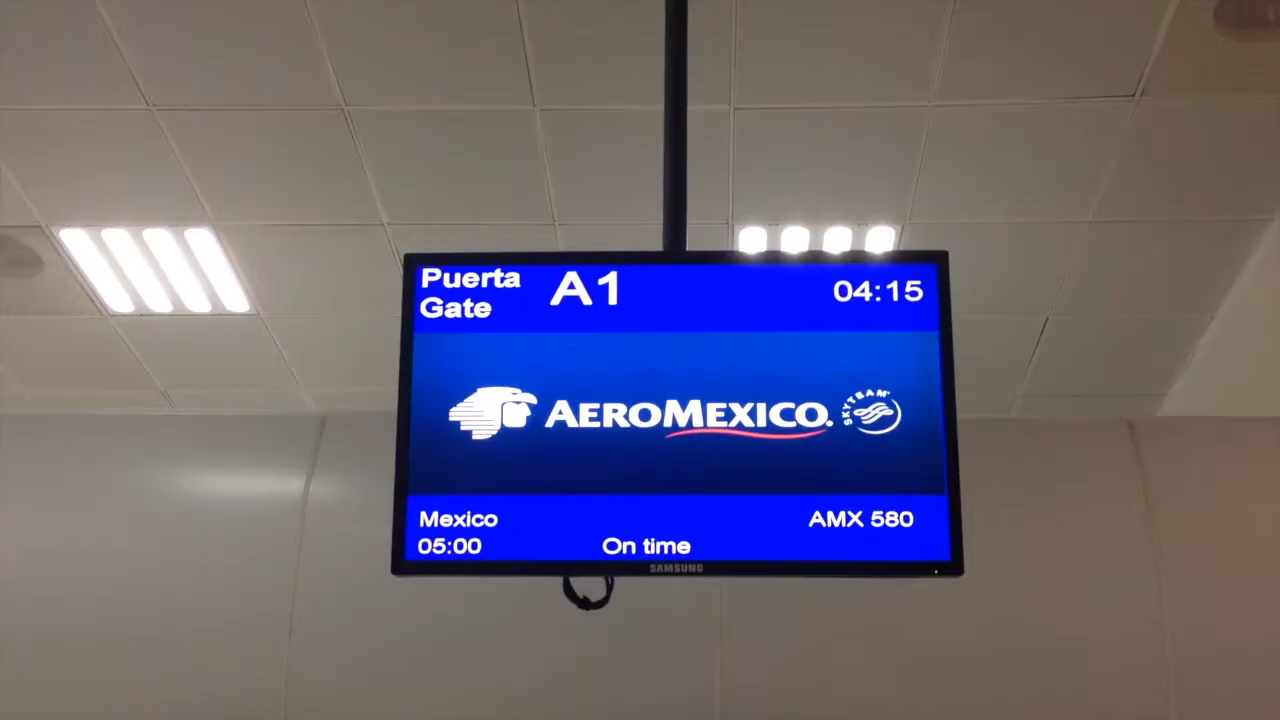 Puerta
Gate
A1
04:15
AEROMEXICO.
SKYTEAM
Mexico
AMX 580
05:00
On time
SAMSUNG